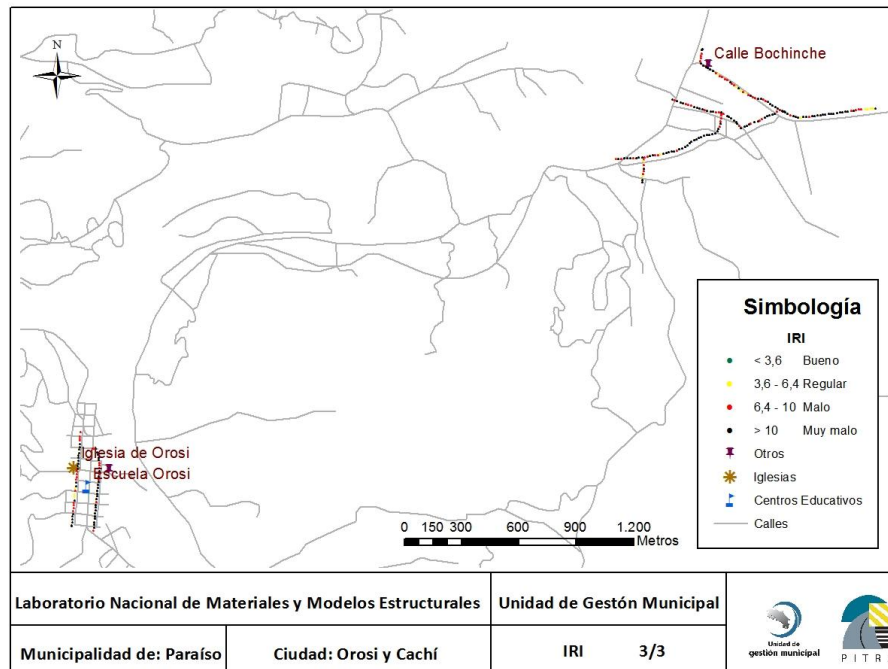 N
Calle Bochinche
Simbología
IRI
< 3,6 Bueno
3,6 - 6,4 Regular
6,4 - 10 Malo
> 10 Muy malo
Otros
Iglesias
Centros Educativos
Calles
Iglesia de Orosi
Escuela Orosi
0 150 300 600 900 1.200
Metros
Laboratorio Nacional de Materiales y Modelos Estructurales
Unidad de Gestón Municipal
Municipalidad de: Paraíso
Ciudad: Orosi y Cachí
IRI 3/3
Unidad de
gestión municipal
P I T R